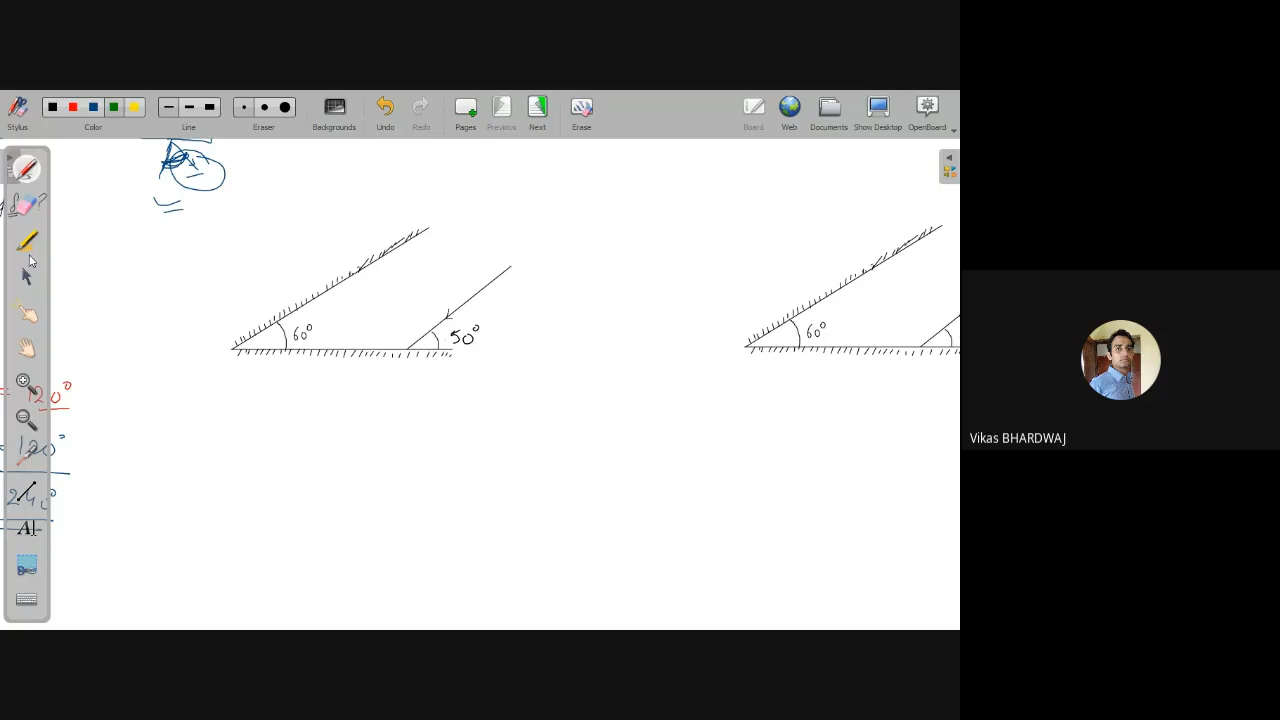 Stylus
Color
Line
Eraser
Backgrounds
Undo
Redo
Pages
Previous
Next
Erase
Board
Web
Documents
Show Desktop
OpenBoard
60°
50°
60°
= 120°
= 120°
240°
Vikas BHARDWAJ